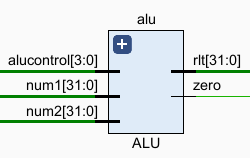 alu
alucontrol[3:0]
num1[31:0]
num2[31:0]
rlt[31:0]
zero
ALU